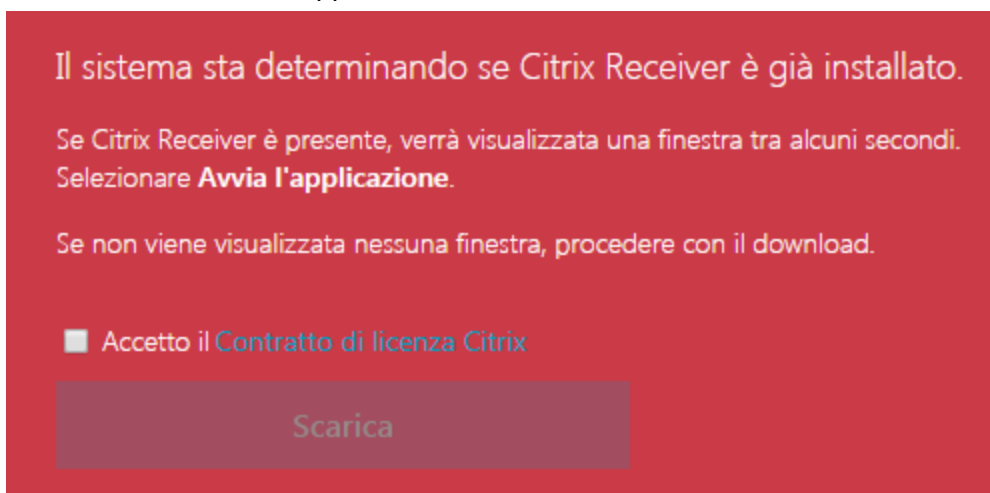 Il sistema sta determinando se Citrix Receiver è già installato.
Se Citrix Receiver è presente, verrà visualizzata una finestra tra alcuni secondi.
Selezionare Avvia l'applicazione.
Se non viene visualizzata nessuna finestra, procedere con il download.
Accetto il Contratto di licenza Citrix
Scarica